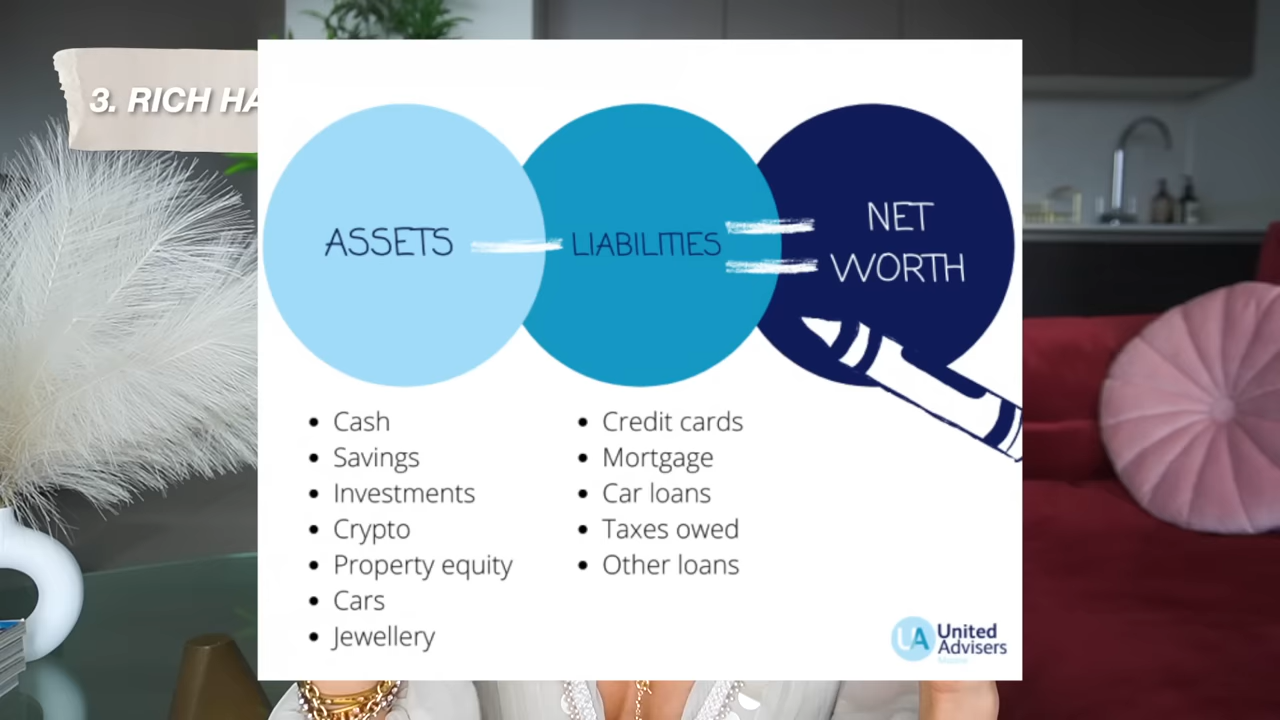 3. RICH HA
ASSETS
LIABILITIES
NET
WORTH
Cash
Savings
Investments
Crypto
Property equity
Cars
Jewellery
Credit cards
Mortgage
Car loans
Taxes owed
Other loans
UA
United
Advisers